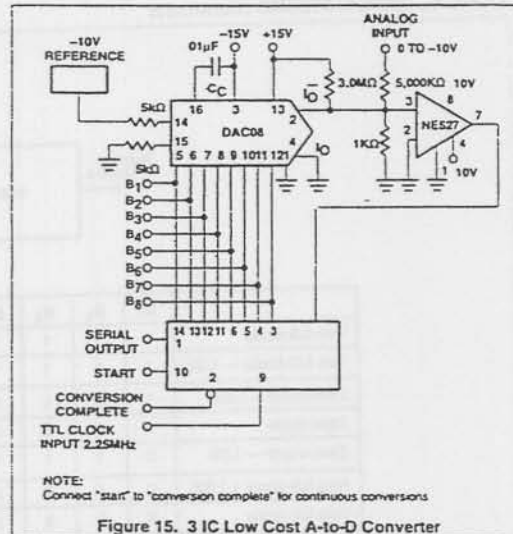 -10V
REFERENCE
-15V
+15V
ANALOG
INPUT
0 TO -10V
01µF
CC
3.0MΩ
5,000KΩ
10V
IO
5kΩ
16
3
13
2
14
DAC08
15
4
IO
5 6 7 8 9 10 11 12 1
3
8
NE527
7
2
4
1
10V
1KΩ
5kΩ
B1
B2
B3
B4
B5
B6
B7
B8
14 13 12 11 6 5 4 3
SERIAL
OUTPUT
1
START
10
2
9
CONVERSION
COMPLETE
TTL CLOCK
INPUT 2.25MHz
NOTE:
Connect "start" to "conversion complete" for continuous conversions
Figure 15. 3 IC Low Cost A-to-D Converter